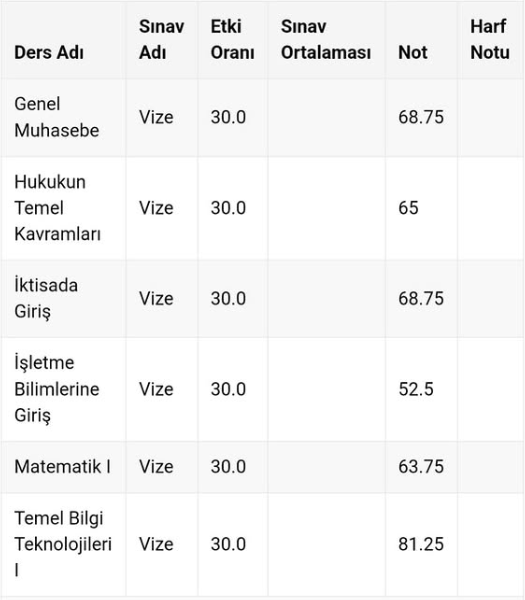 Ders Adı | Sınav Adı | Etki Oranı | Sınav Ortalaması | Not | Harf Notu
Genel Muhasebe | Vize | 30.0 | | 68.75 |
Hukukun Temel Kavramları | Vize | 30.0 | | 65 |
İktisada Giriş | Vize | 30.0 | | 68.75 |
İşletme Bilimlerine Giriş | Vize | 30.0 | | 52.5 |
Matematik I | Vize | 30.0 | | 63.75 |
Temel Bilgi Teknolojileri I | Vize | 30.0 | | 81.25 |